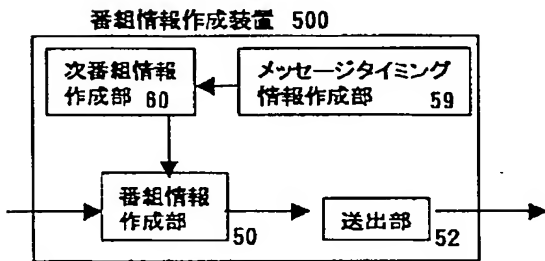 番組情報作成装置 500
次番組情報
作成部 60
メッセージタイミング
情報作成部 59
番組情報
作成部 50
送出部 52